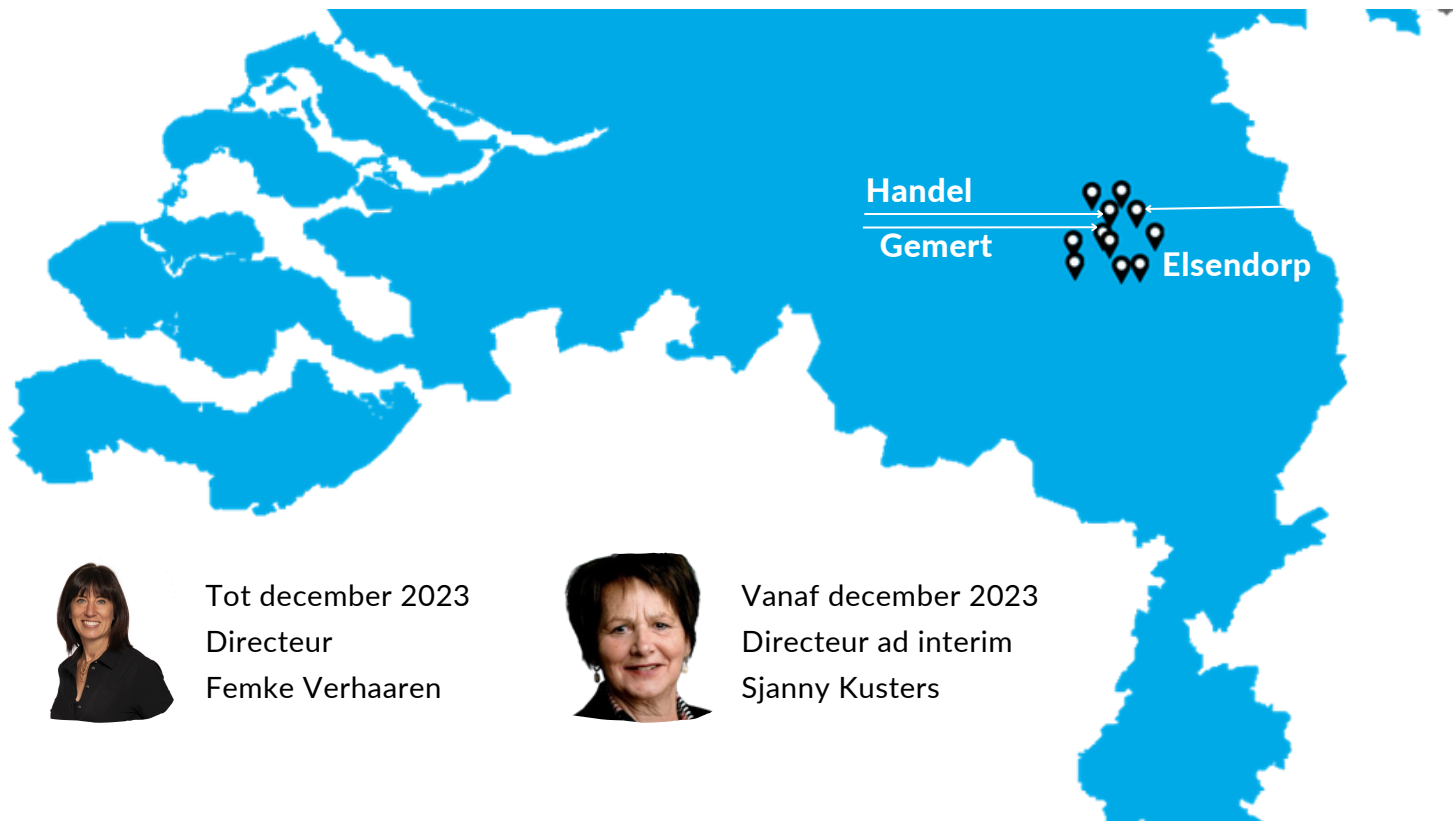 Handel
Gemert
Elsendorp
Tot december 2023
Directeur
Femke Verhaaren
Vanaf december 2023
Directeur ad interim
Sjanny Kusters